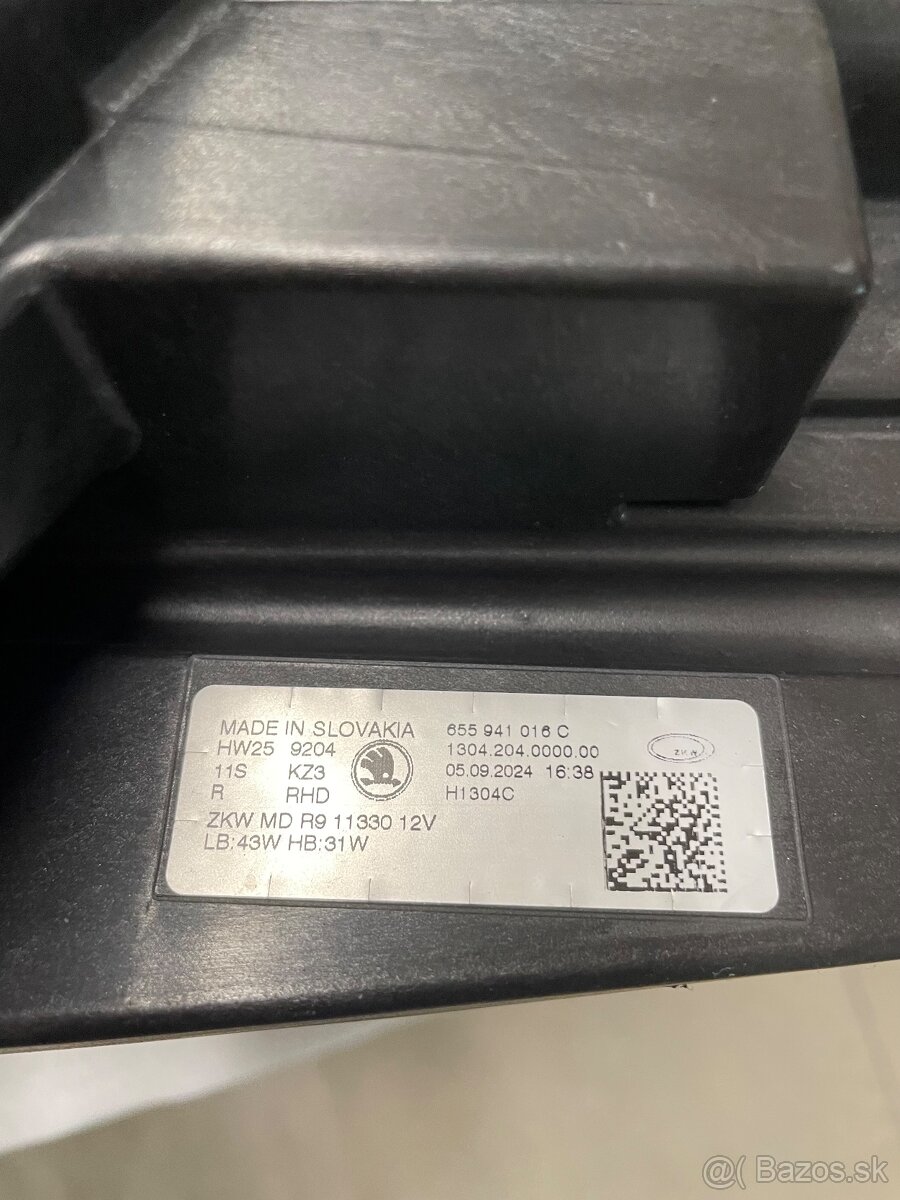 MADE IN SLOVAKIA 655 941 016 C
HW25 9204 1304.204.0000.00
11S KZ3 05.09.2024 16:38
R RHD H1304C
ZKW
ZKW MD R9 11330 12V
LB:43W HB:31W
@( Bazos.sk